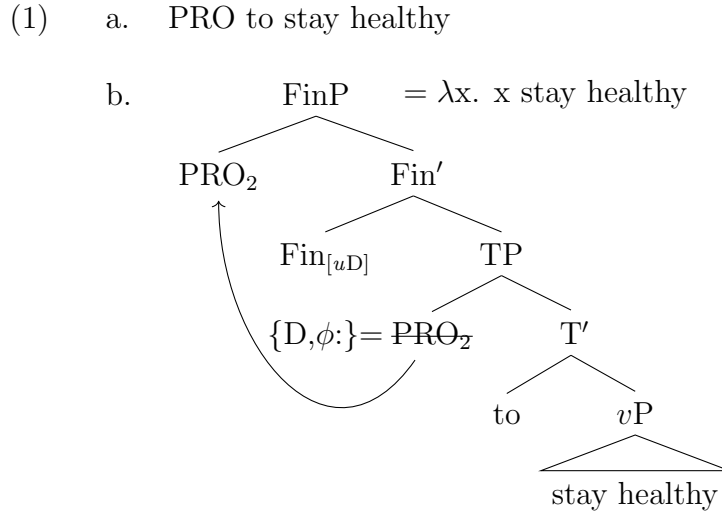 (1) a. PRO to stay healthy
b. FinP = λx. x stay healthy
PRO₂ Fin′
Fin[uD] TP
{D,ϕ:}= PRO₂ T′
to vP
stay healthy